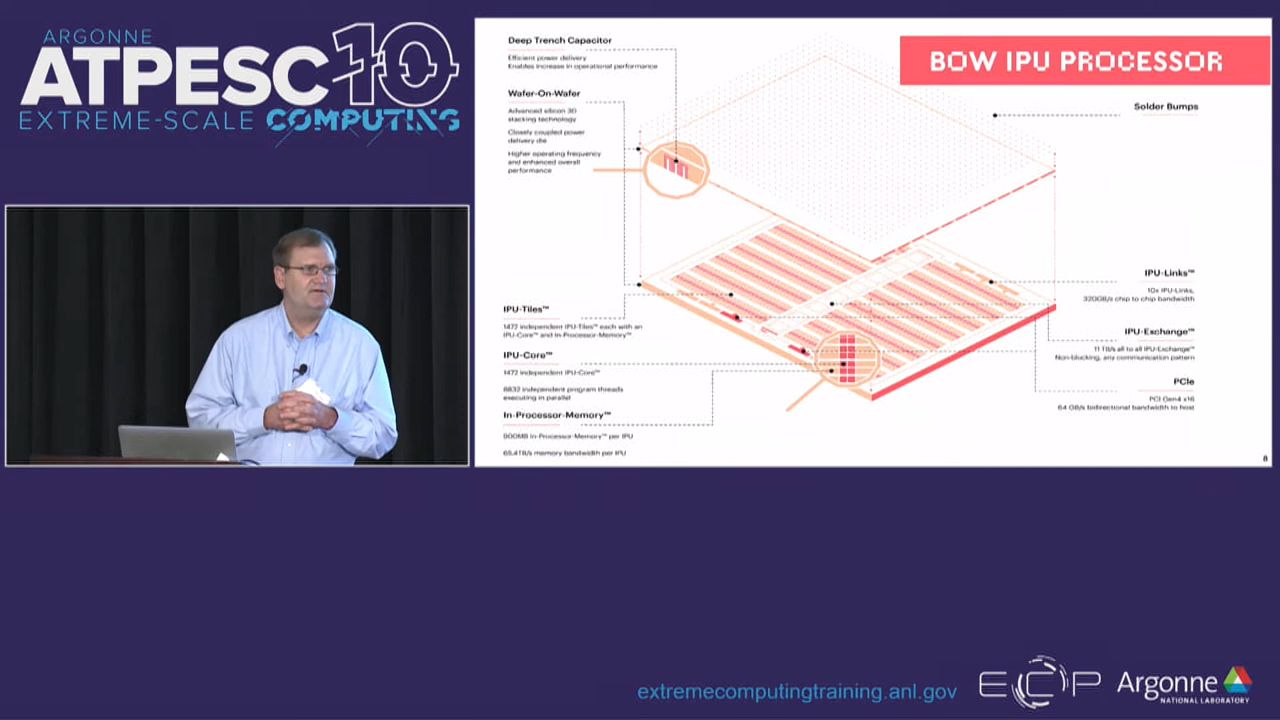 ARGONNE
ATPESC10
EXTREME-SCALE COMPUTING
BOW IPU PROCESSOR
Deep Trench Capacitor
Efficient power delivery
Enables increase in operational performance
Wafer-On-Wafer
Advanced silicon 3D
stacking technology
Closely coupled power
delivery die
Higher operating frequency
and enhanced overall
performance
Solder Bumps
IPU-Tiles™
1472 independent IPU-Tiles™ each with an
IPU-Core™ and In-Processor-Memory™
IPU-Core™
1472 independent IPU-Core™
8832 independent program threads
executing in parallel
In-Processor-Memory™
900MB In-Processor-Memory™ per IPU
65.4TB/s memory bandwidth per IPU
IPU-Links™
10x IPU-Links,
320GB/s chip to chip bandwidth
IPU-Exchange™
11 TB/s all to all IPU-Exchange™
Non-blocking, any communication pattern
PCIe
PCI Gen4 x16
64 GB/s bidirectional bandwidth to host
8
extremecomputingtraining.anl.gov
ECP
Argonne
NATIONAL LABORATORY